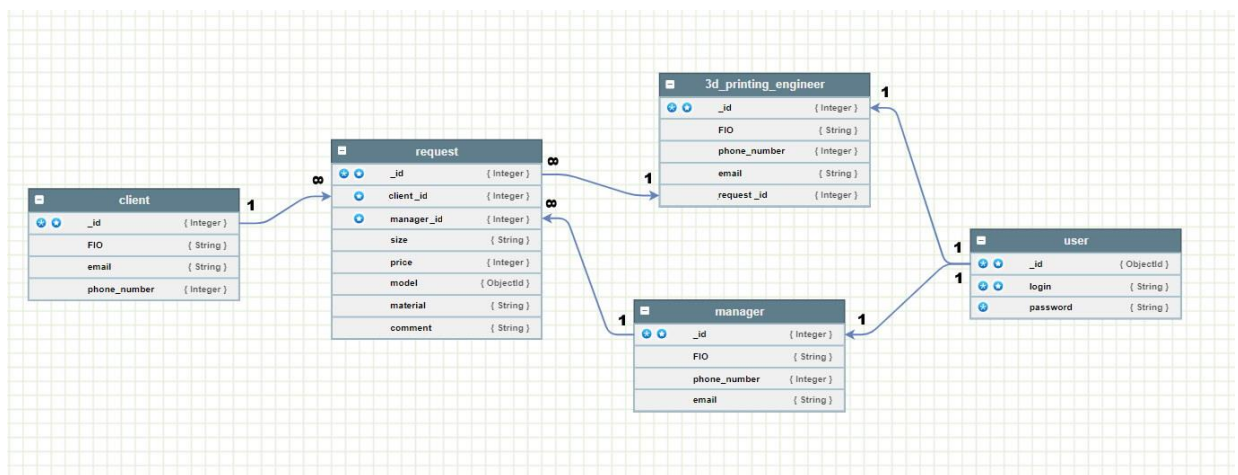 client
_id { Integer }
FIO { String }
email { String }
phone_number { Integer }
1
∞
request
_id { Integer }
client_id { Integer }
manager_id { Integer }
size { String }
price { Integer }
model { ObjectId }
material { String }
comment { String }
∞
1
∞
1
3d_printing_engineer
_id { Integer }
FIO { String }
phone_number { Integer }
email { String }
request_id { Integer }
1
manager
_id { Integer }
FIO { String }
phone_number { Integer }
email { String }
1
1
1
user
_id { ObjectId }
login { String }
password { String }